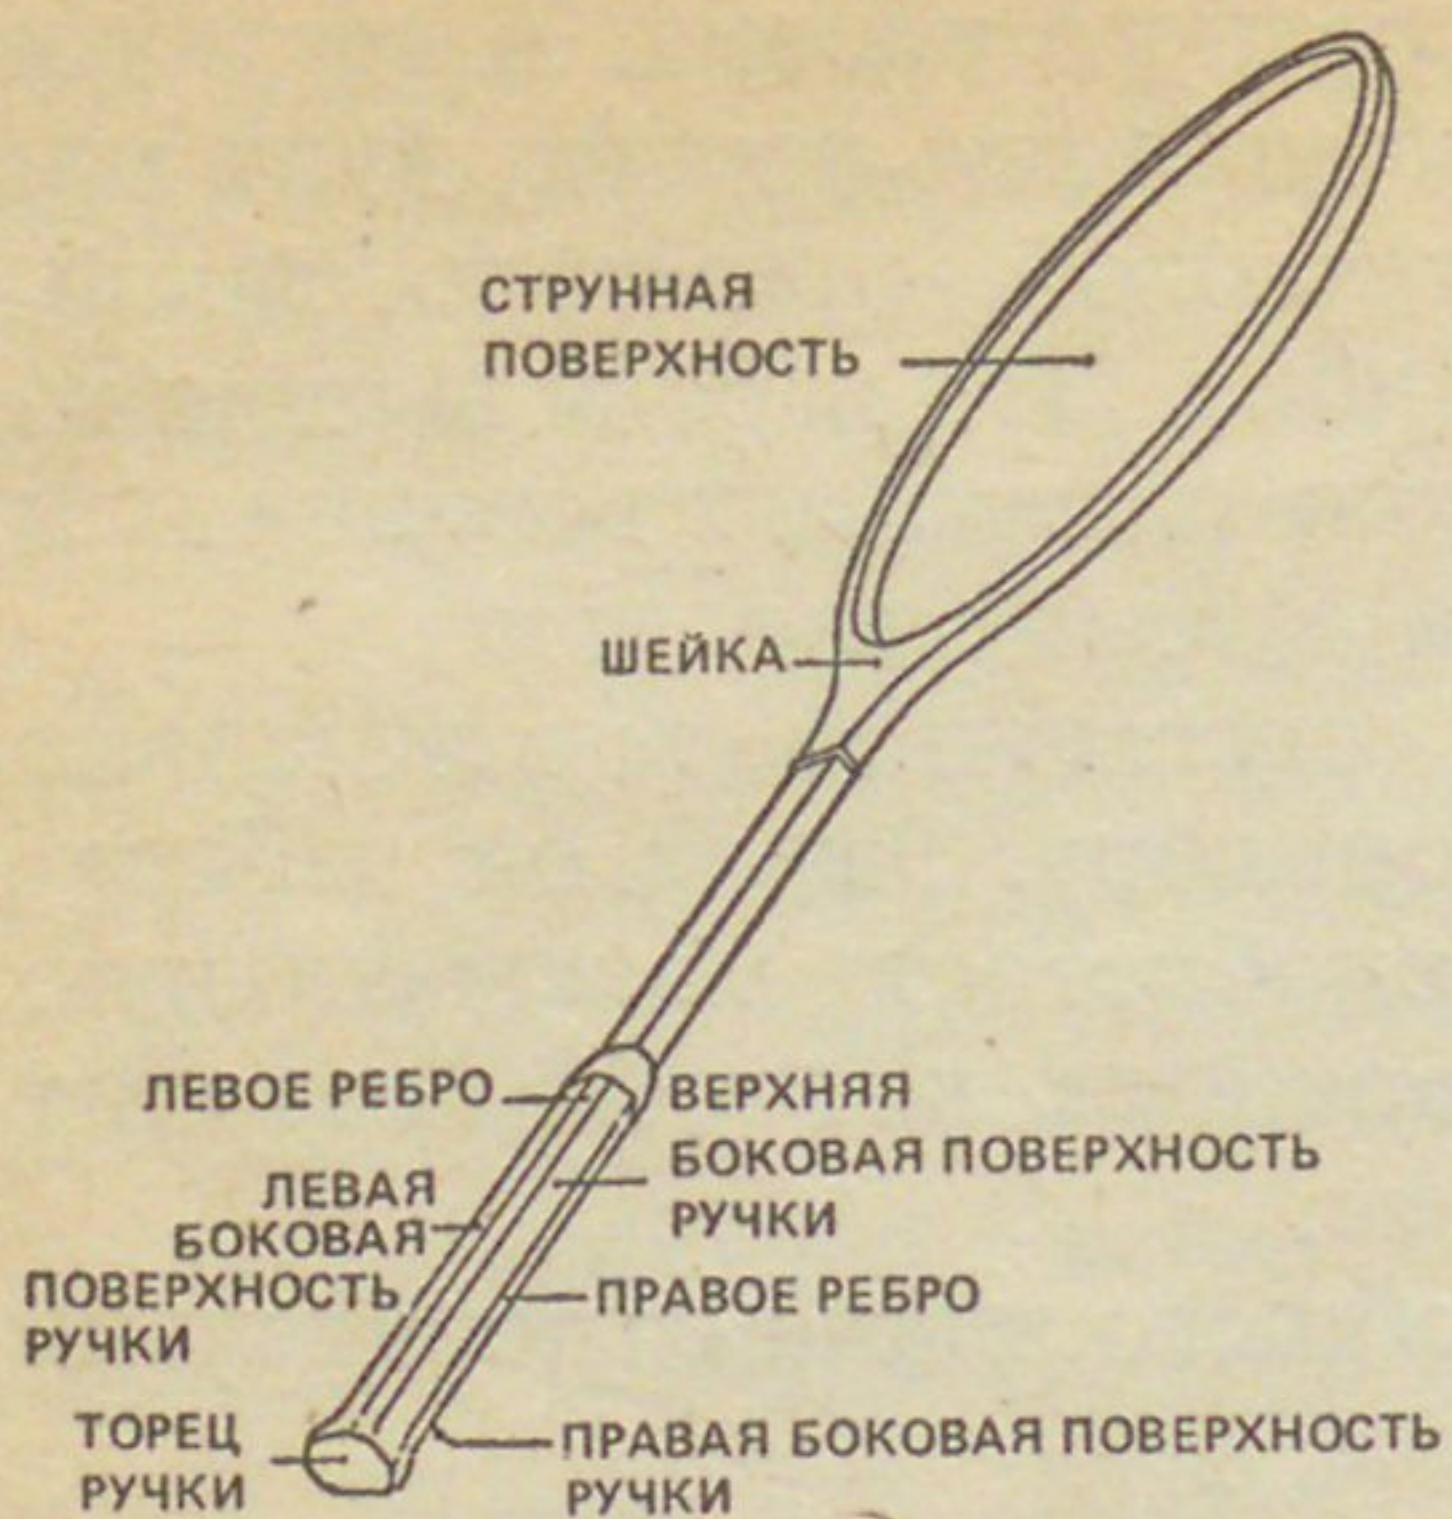 СТРУННАЯ
ПОВЕРХНОСТЬ
ШЕЙКА
ЛЕВОЕ РЕБРО
ВЕРХНЯЯ
БОКОВАЯ ПОВЕРХНОСТЬ
РУЧКИ
ЛЕВАЯ
БОКОВАЯ
ПОВЕРХНОСТЬ
РУЧКИ
ПРАВОЕ РЕБРО
ТОРЕЦ
РУЧКИ
ПРАВАЯ БОКОВАЯ ПОВЕРХНОСТЬ
РУЧКИ